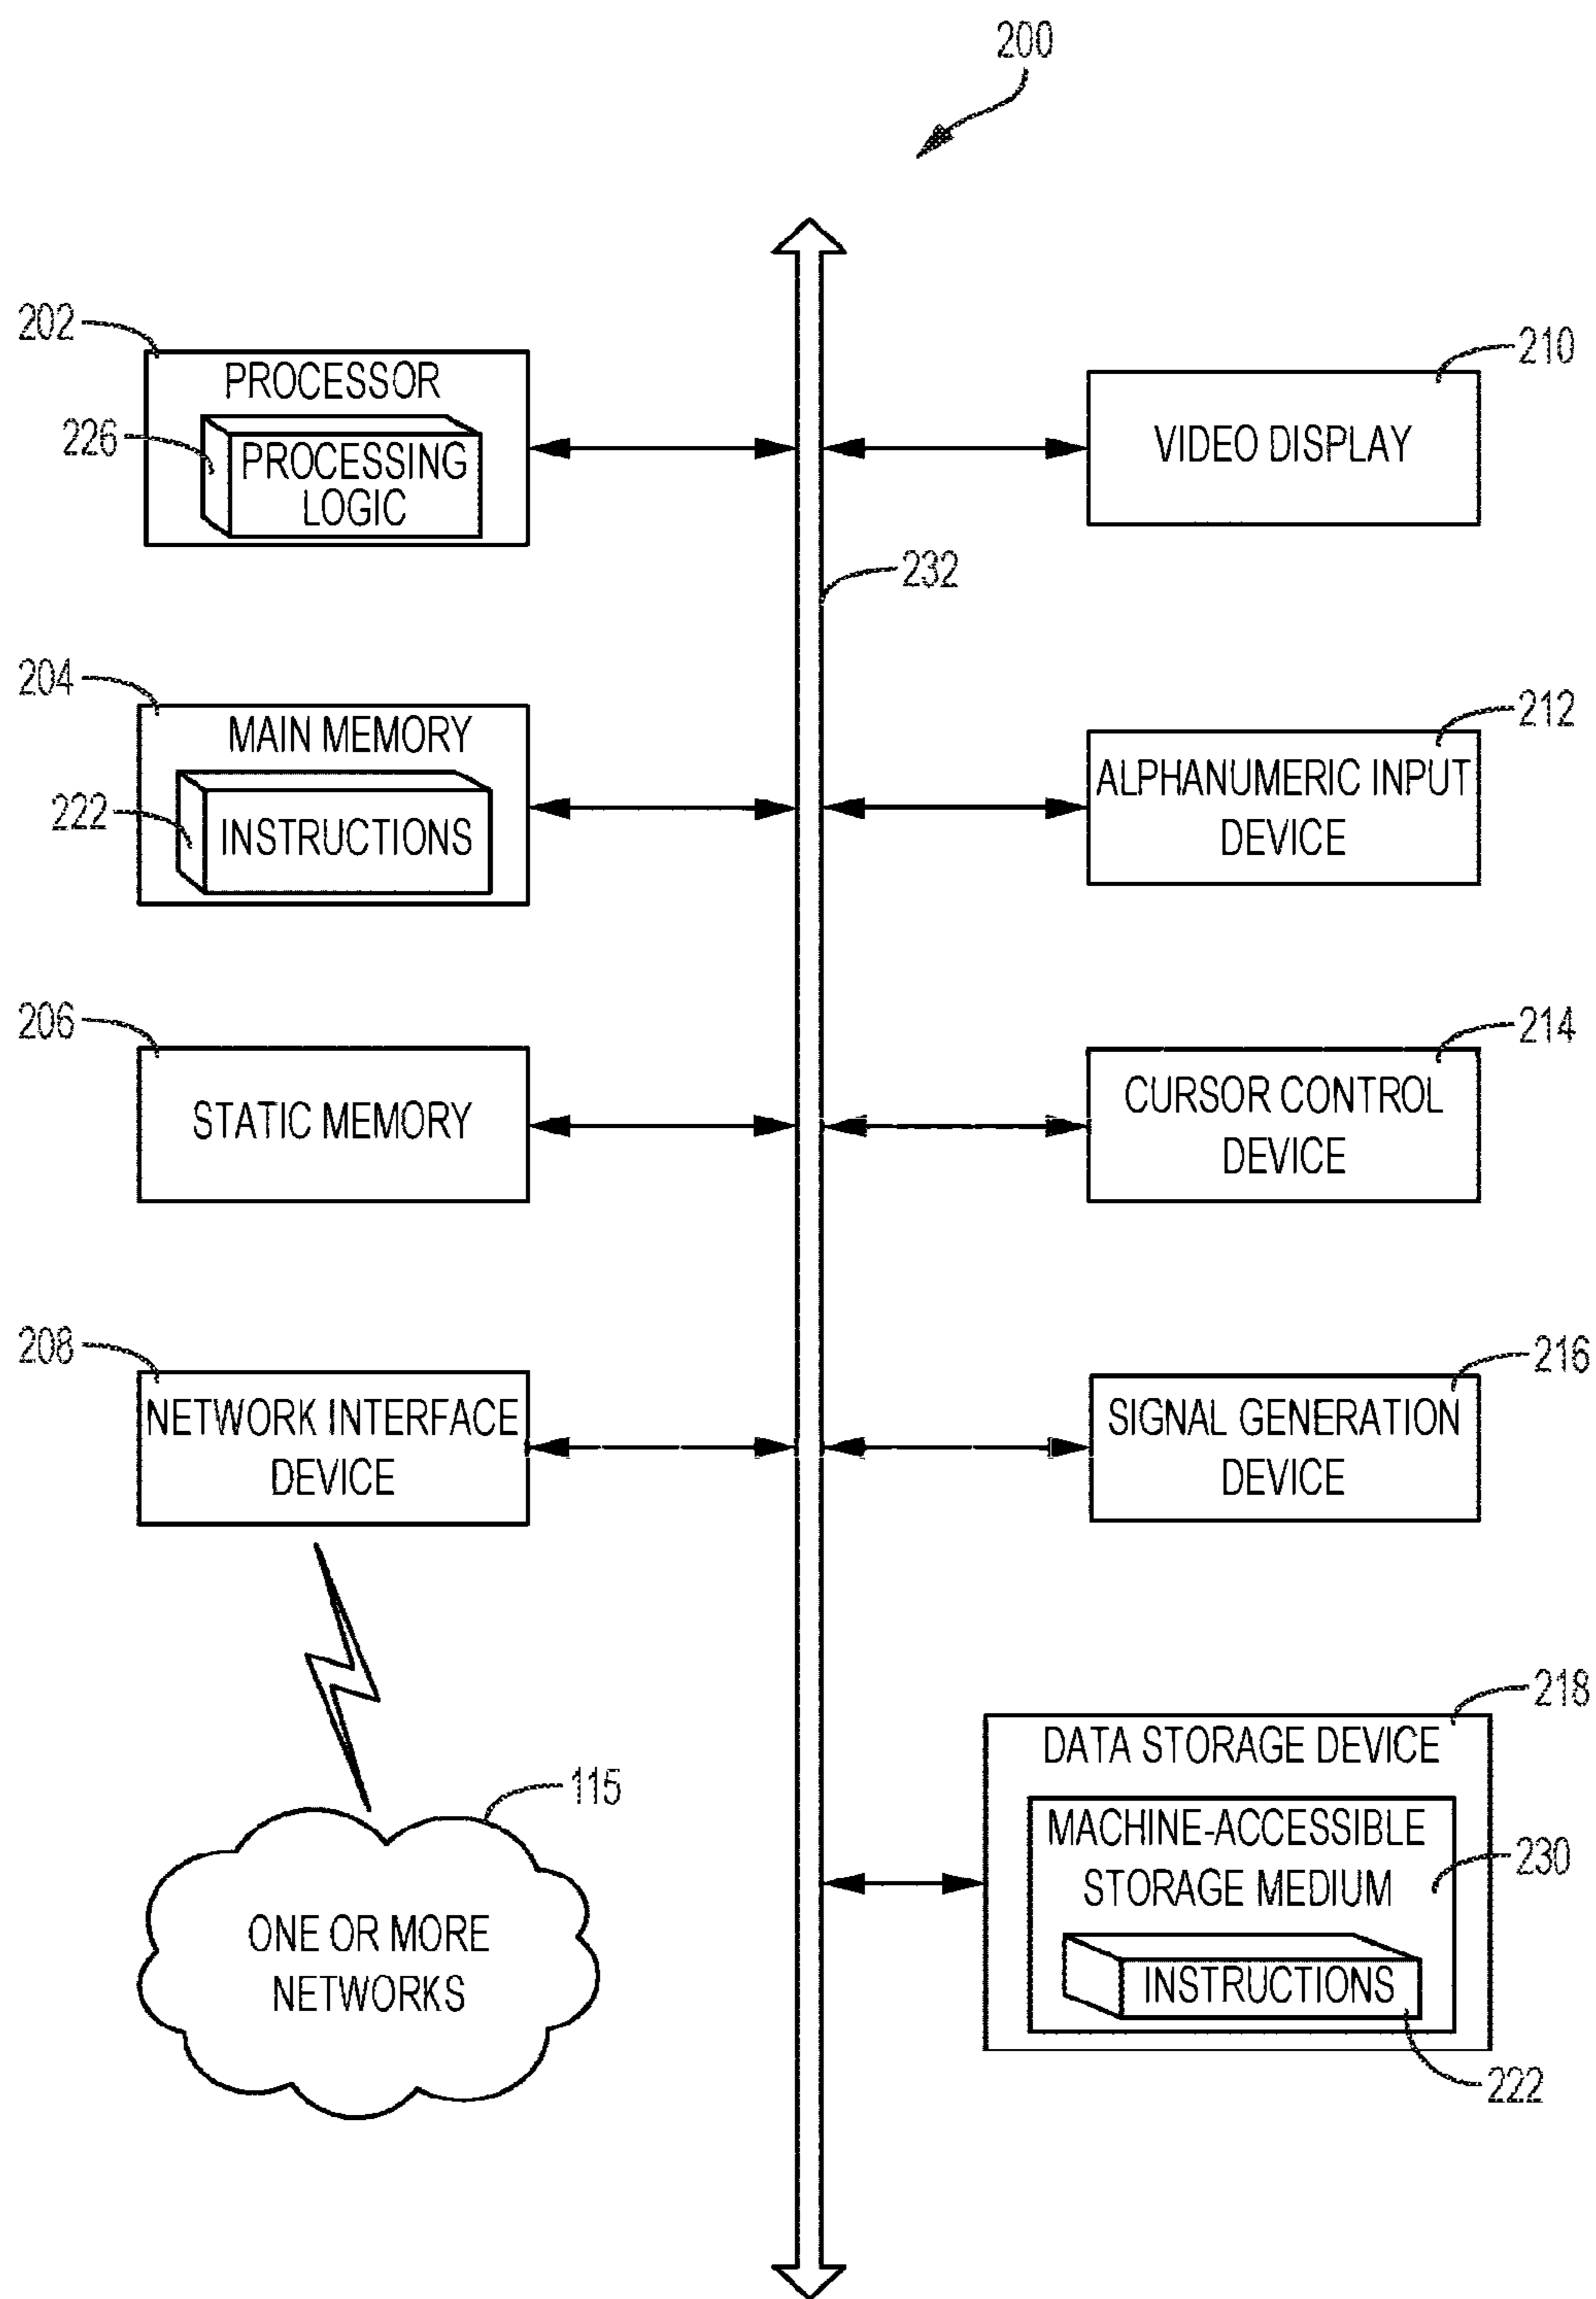 200
202
PROCESSOR
226
PROCESSING
LOGIC
210
VIDEO DISPLAY
232
204
MAIN MEMORY
222
INSTRUCTIONS
212
ALPHANUMERIC INPUT
DEVICE
206
STATIC MEMORY
214
CURSOR CONTROL
DEVICE
208
NETWORK INTERFACE
DEVICE
216
SIGNAL GENERATION
DEVICE
115
ONE OR MORE
NETWORKS
218
DATA STORAGE DEVICE
MACHINE-ACCESSIBLE
STORAGE MEDIUM
230
INSTRUCTIONS
222